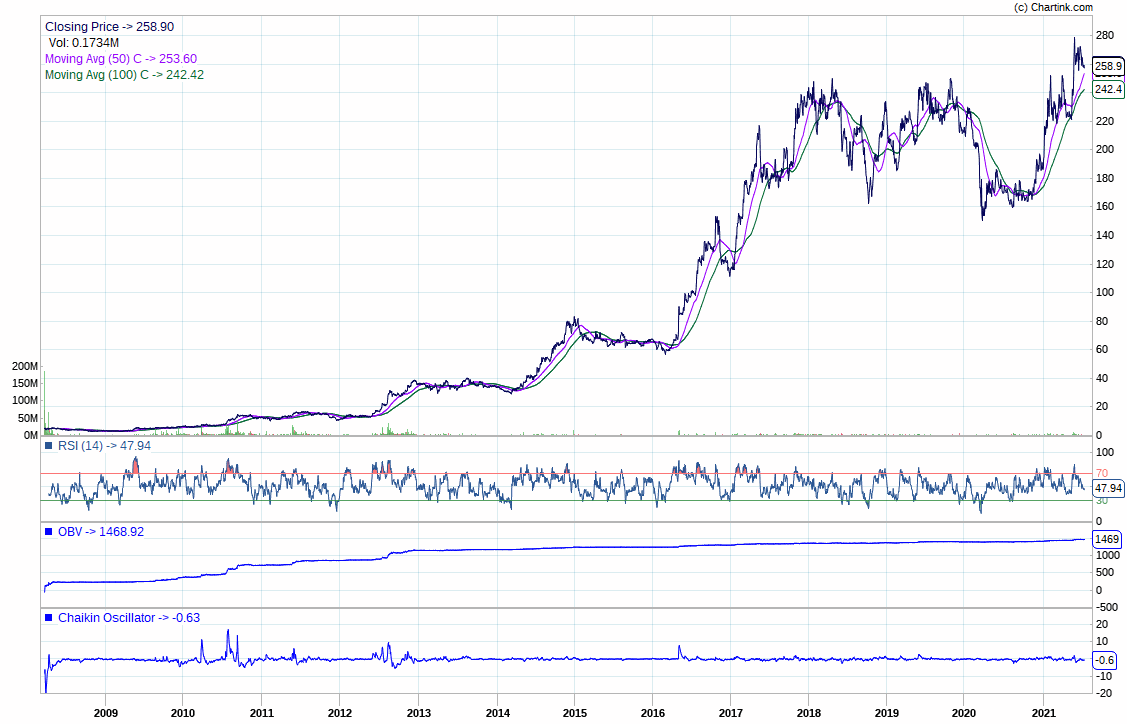 (c) Chartink.com
Closing Price -> 258.90
Vol: 0.1734M
Moving Avg (50) C -> 253.60
Moving Avg (100) C -> 242.42
280
258.9
242.4
220
200
180
160
140
120
100
80
60
40
20
0
200M
150M
100M
50M
0M
RSI (14) -> 47.94
100
70
47.94
30
0
OBV -> 1468.92
1469
1000
500
0
-500
Chaikin Oscillator -> -0.63
20
10
-0.6
-10
-20
2009 2010 2011 2012 2013 2014 2015 2016 2017 2018 2019 2020 2021